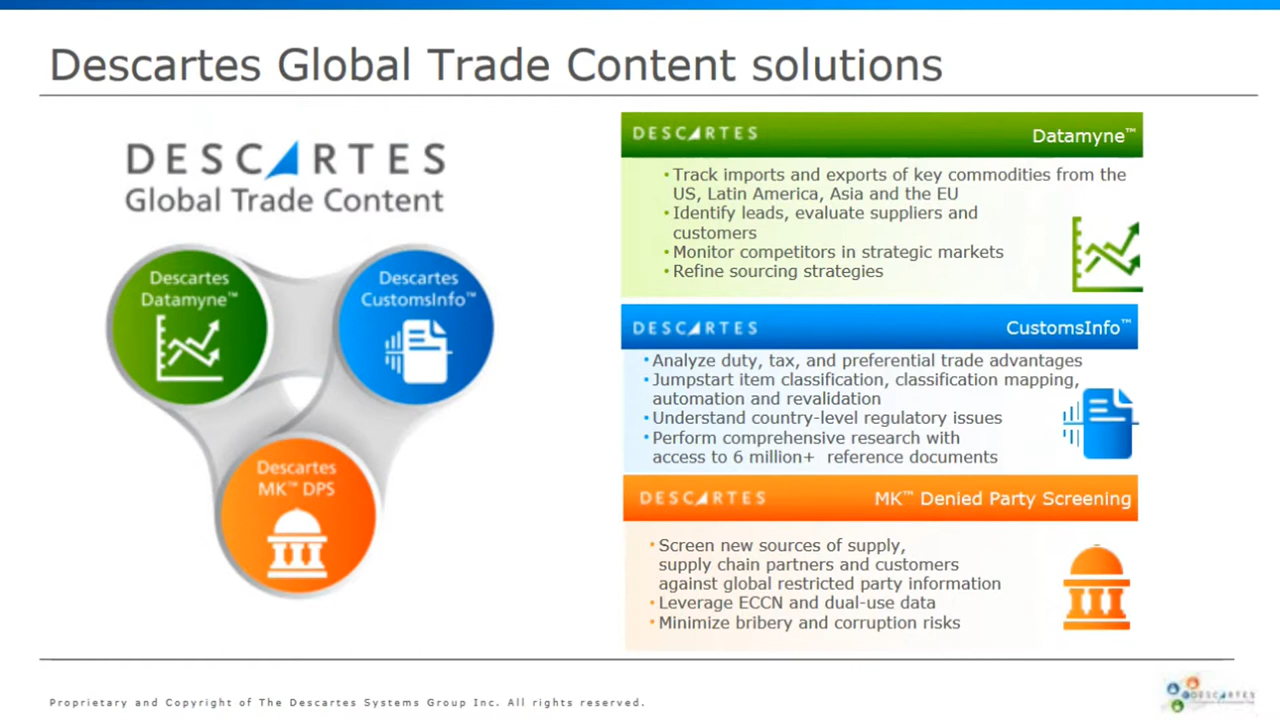 Descartes Global Trade Content solutions
DESCARTES
Global Trade Content
Descartes
Datamyne™
Descartes
CustomsInfo™
Descartes
MK™ DPS
DESCARTES
Datamyne™
• Track imports and exports of key commodities from the
US, Latin America, Asia and the EU
• Identify leads, evaluate suppliers and
customers
• Monitor competitors in strategic markets
• Refine sourcing strategies
DESCARTES
CustomsInfo™
• Analyze duty, tax, and preferential trade advantages
• Jumpstart item classification, classification mapping,
automation and revalidation
• Understand country-level regulatory issues
• Perform comprehensive research with
access to 6 million+ reference documents
DESCARTES
MK™ Denied Party Screening
• Screen new sources of supply,
supply chain partners and customers
against global restricted party information
• Leverage ECCN and dual-use data
• Minimize bribery and corruption risks
Proprietary and Copyright of The Descartes Systems Group Inc. All rights reserved.
DESCARTES